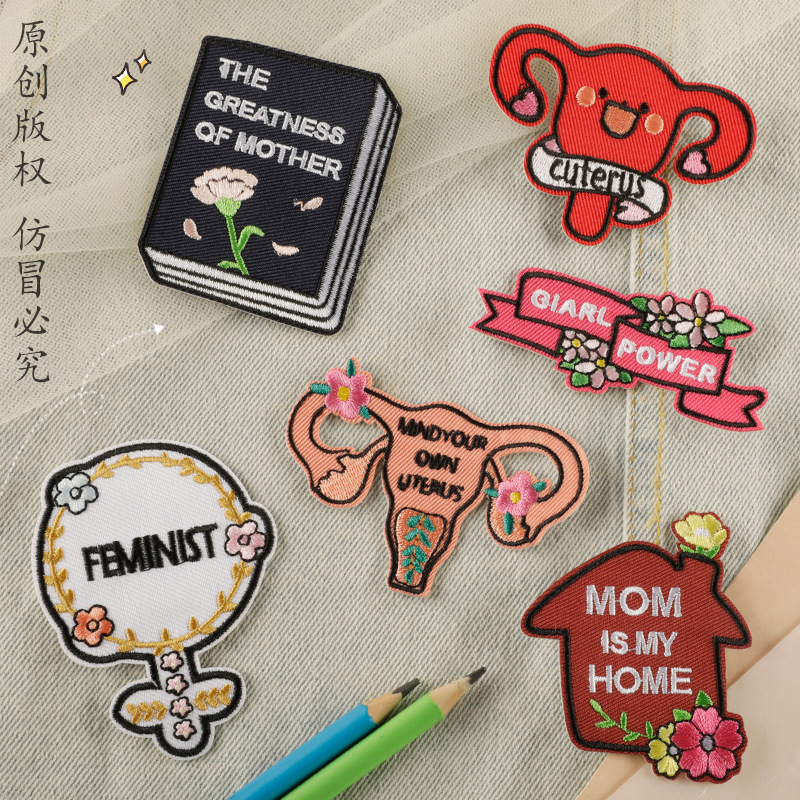 原创版权 仿冒必究
THE
GREATNESS
OF MOTHER
cuterus
GIARL
POWER
MIND YOUR
OWN
UTERUS
FEMINIST
MOM
IS MY
HOME